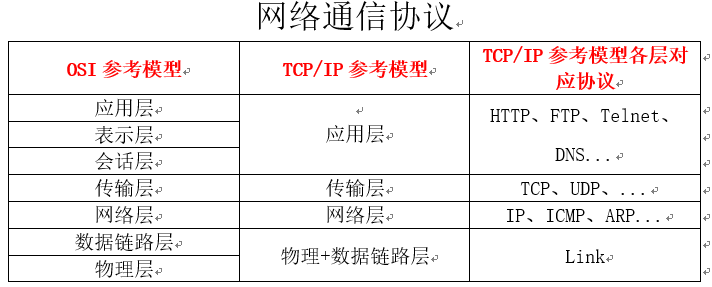 网络通信协议
OSI 参考模型 TCP/IP 参考模型 TCP/IP 参考模型各层对
应协议
应用层
表示层
会话层
应用层
HTTP、FTP、Telnet、
DNS...
传输层 传输层 TCP、UDP、...
网络层 网络层 IP、ICMP、ARP...
数据链路层
物理层
物理+数据链路层
Link